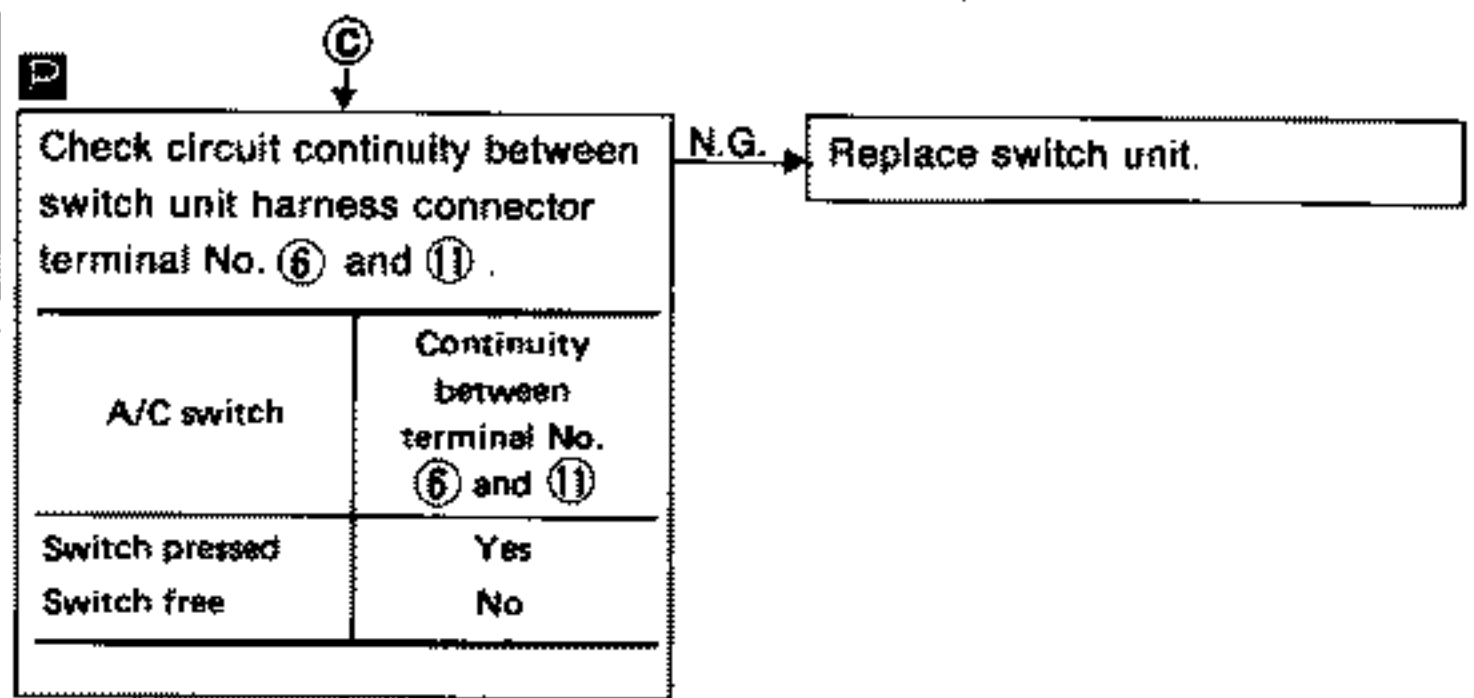 Ⓒ
P
Check circuit continuity between
switch unit harness connector
terminal No. ⑥ and ⑪ .
N.G.
Replace switch unit.
A/C switch
Continuity
between
terminal No.
⑥ and ⑪
Switch pressed Yes
Switch free No